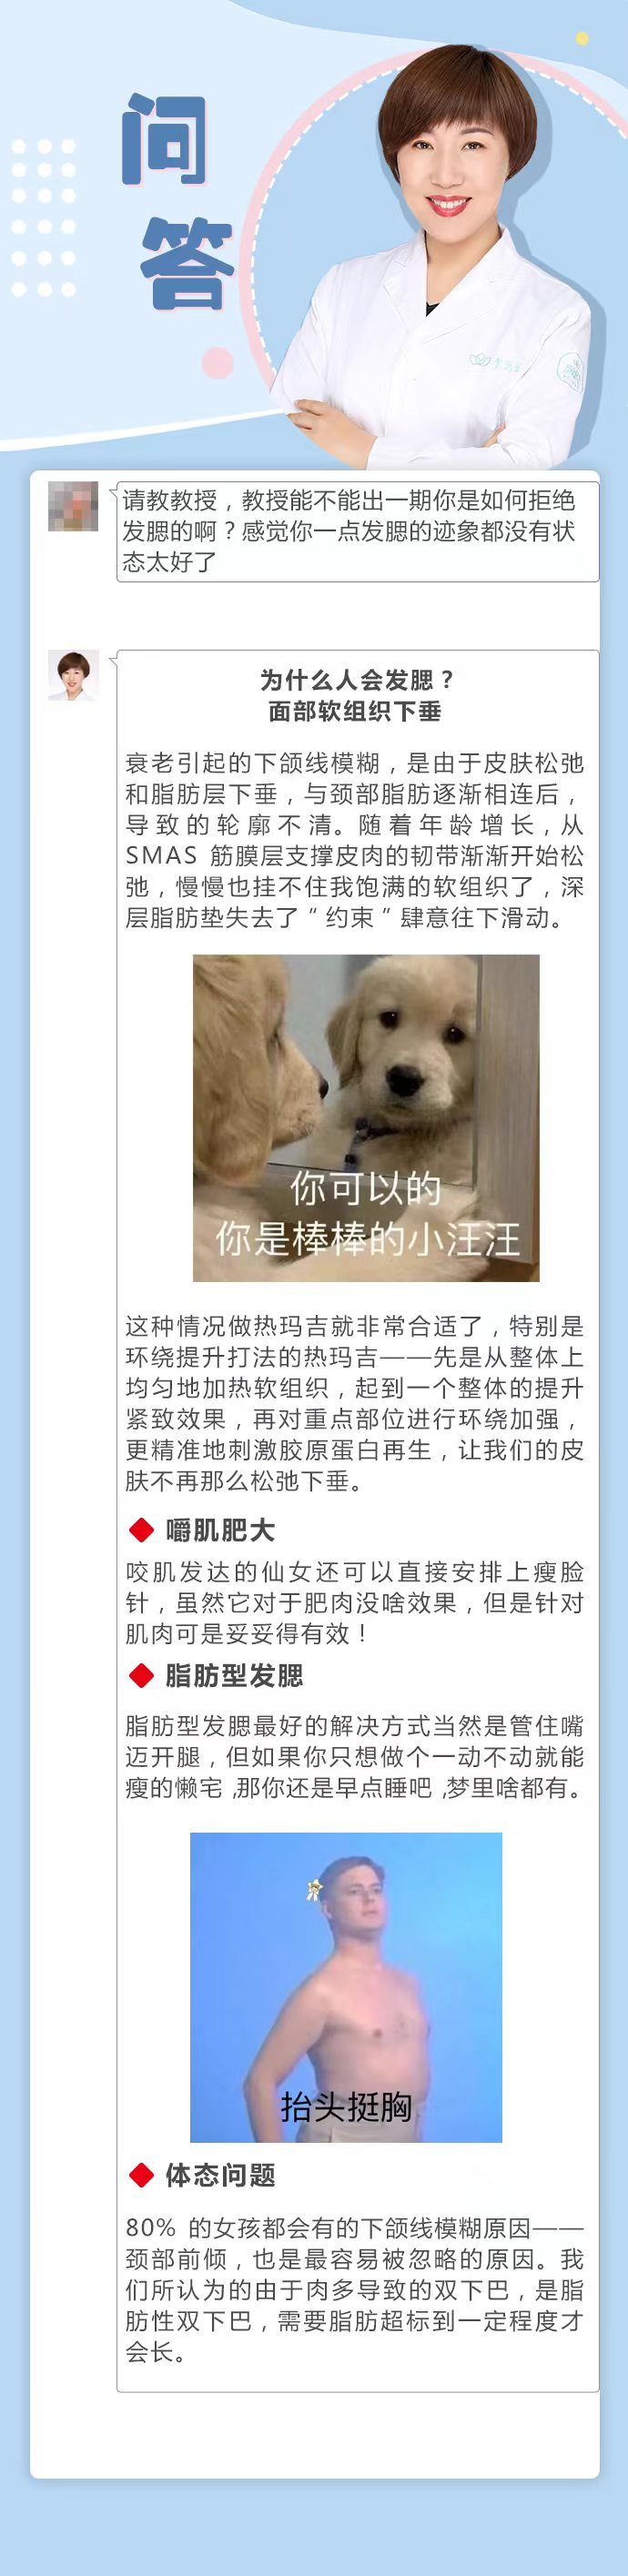 问
答
请教教授，教授能不能出一期你是如何拒绝
发腮的啊？感觉你一点发腮的迹象都没有状
态太好了
为什么人会发腮？
面部软组织下垂
衰老引起的下颌线模糊，是由于皮肤松弛
和脂肪层下垂，与颈部脂肪逐渐相连后，
导致的轮廓不清。随着年龄增长，从
SMAS 筋膜层支撑皮肉的韧带渐渐开始松
弛，慢慢也挂不住我饱满的软组织了，深
层脂肪垫失去了“约束”肆意往下滑动。
你可以的
你是棒棒的小汪汪
这种情况做热玛吉就非常合适了，特别是
环绕提升打法的热玛吉——先是从整体上
均匀地加热软组织，起到一个整体的提升
紧致效果，再对重点部位进行环绕加强，
更精准地刺激胶原蛋白再生，让我们的皮
肤不再那么松弛下垂。
嚼肌肥大
咬肌发达的仙女还可以直接安排上瘦脸
针，虽然它对于肥肉没啥效果，但是针对
肌肉可是妥妥得有效！
脂肪型发腮
脂肪型发腮最好的解决方式当然是管住嘴
迈开腿，但如果你只想做个一动不动就能
瘦的懒宅,那你还是早点睡吧,梦里啥都有。
抬头挺胸
体态问题
80% 的女孩都会有的下颌线模糊原因——
颈部前倾，也是最容易被忽略的原因。我
们所认为的由于肉多导致的双下巴，是脂
肪性双下巴，需要脂肪超标到一定程度才
会长。